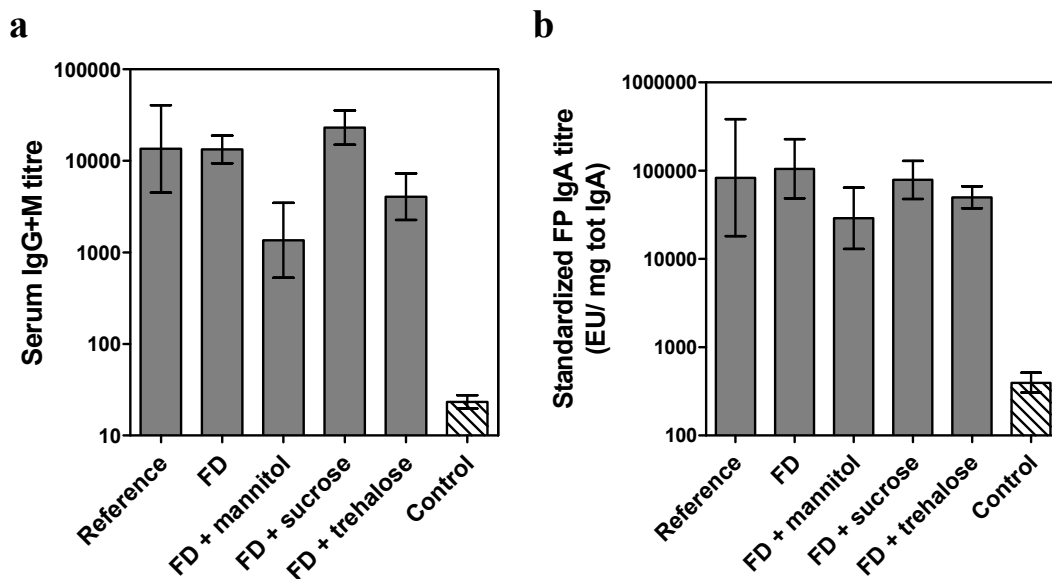 a
Serum IgG+M titre
100000
10000
1000
100
10
Reference
FD
FD + mannitol
FD + sucrose
FD + trehalose
Control
b
Standardized FP IgA titre
(EU/ mg tot IgA)
1000000
100000
10000
1000
100
Reference
FD
FD + mannitol
FD + sucrose
FD + trehalose
Control